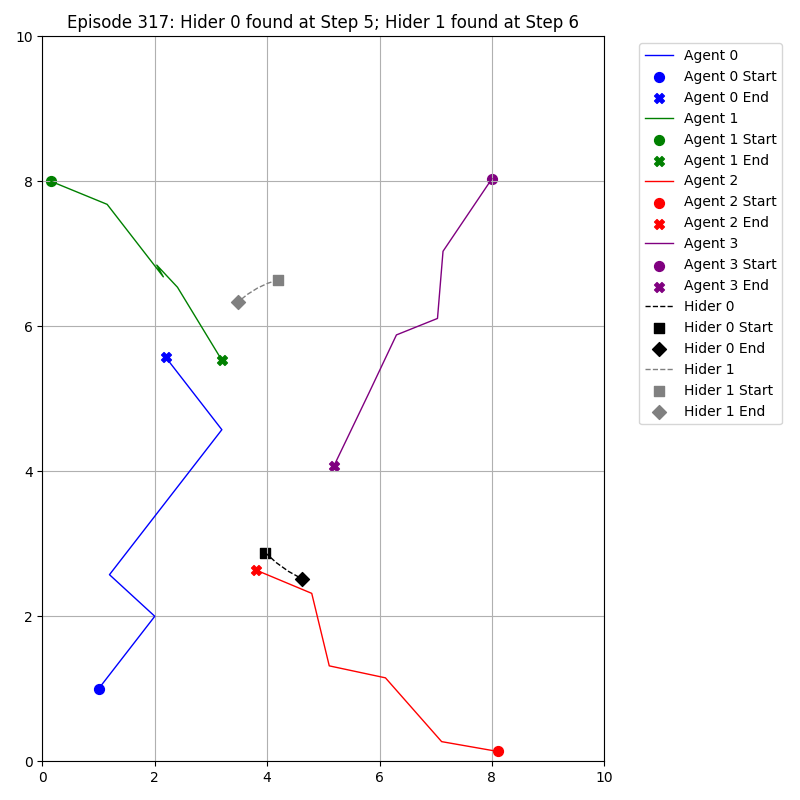 Episode 317: Hider 0 found at Step 5; Hider 1 found at Step 6
10
8
6
4
2
0
0 2 4 6 8 10
Agent 0
Agent 0 Start
Agent 0 End
Agent 1
Agent 1 Start
Agent 1 End
Agent 2
Agent 2 Start
Agent 2 End
Agent 3
Agent 3 Start
Agent 3 End
Hider 0
Hider 0 Start
Hider 0 End
Hider 1
Hider 1 Start
Hider 1 End